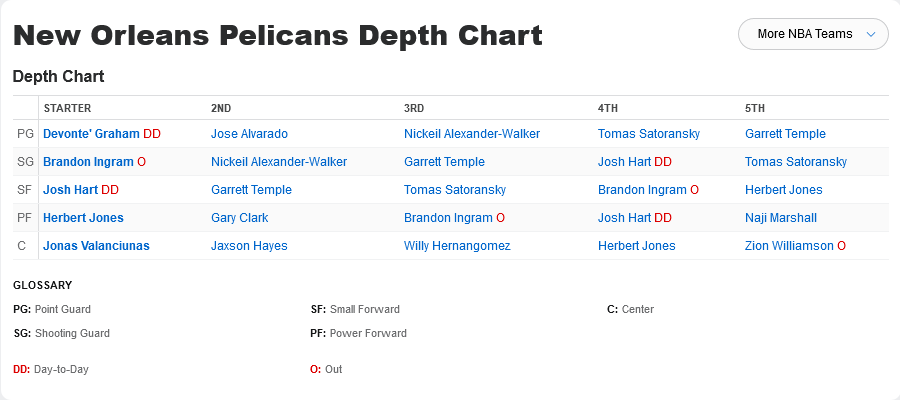 New Orleans Pelicans Depth Chart
More NBA Teams
Depth Chart
STARTER 2ND 3RD 4TH 5TH
PG Devonte' Graham DD Jose Alvarado Nickeil Alexander-Walker Tomas Satoransky Garrett Temple
SG Brandon Ingram O Nickeil Alexander-Walker Garrett Temple Josh Hart DD Tomas Satoransky
SF Josh Hart DD Garrett Temple Tomas Satoransky Brandon Ingram O Herbert Jones
PF Herbert Jones Gary Clark Brandon Ingram O Josh Hart DD Naji Marshall
C Jonas Valanciunas Jaxson Hayes Willy Hernangomez Herbert Jones Zion Williamson O
GLOSSARY
PG: Point Guard SF: Small Forward C: Center
SG: Shooting Guard PF: Power Forward
DD: Day-to-Day O: Out